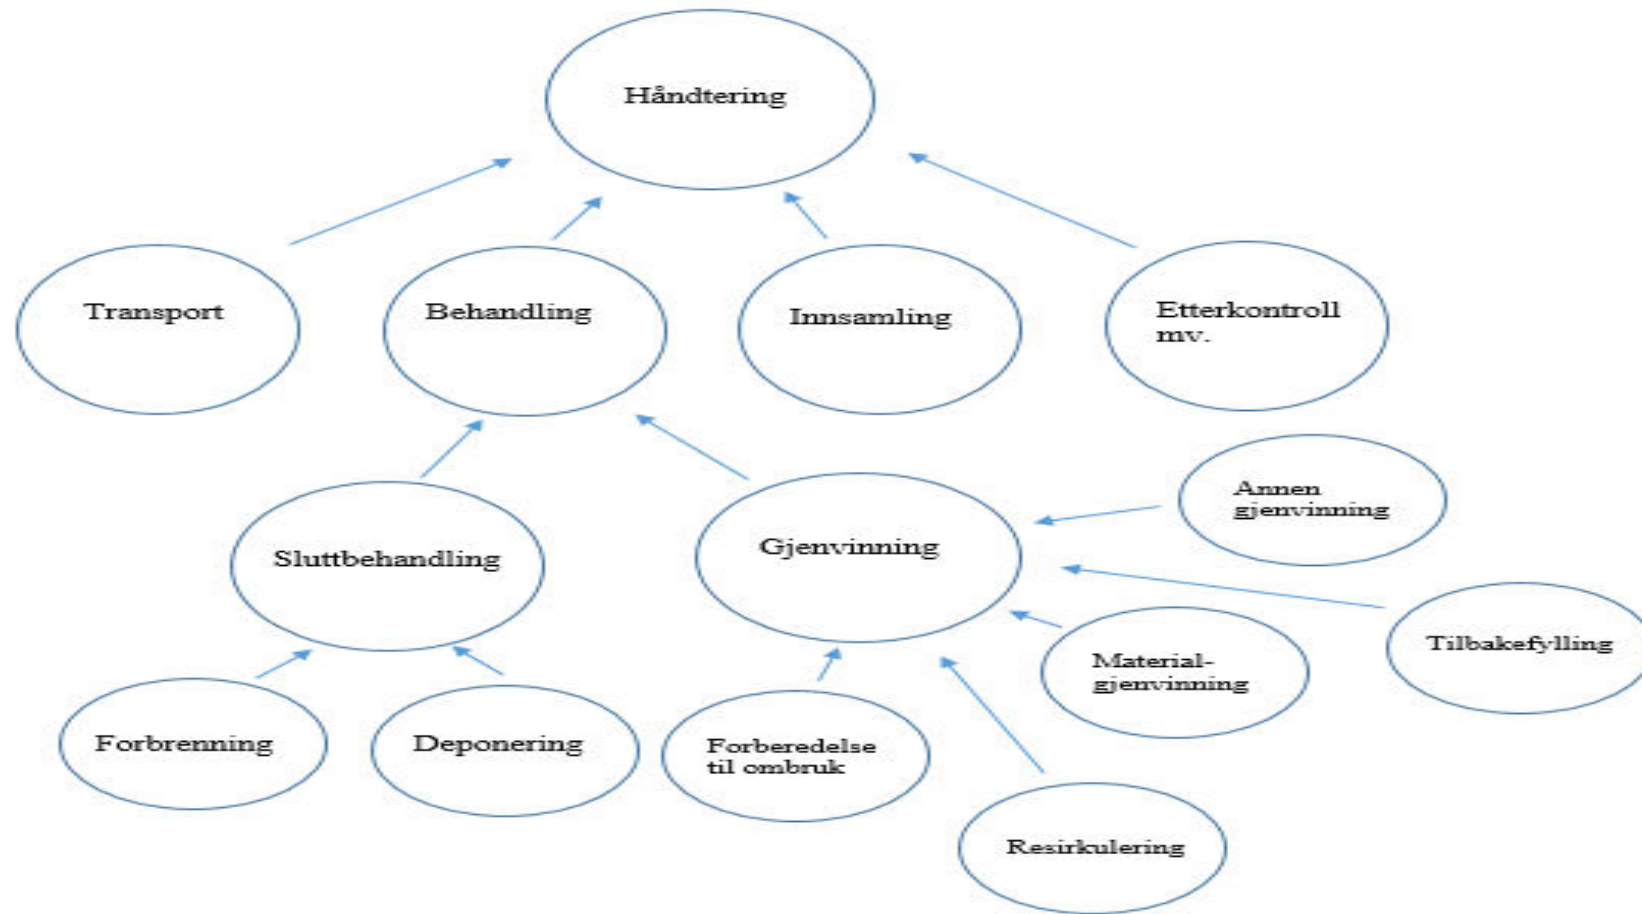 Håndtering
Transport
Behandling
Innsamling
Etterkontroll
mv.
Sluttbehandling
Gjenvinning
Annen
gjenvinning
Tilbakefylling
Material-
gjenvinning
Forbrenning
Deponering
Forberedelse
til ombruk
Resirkulering